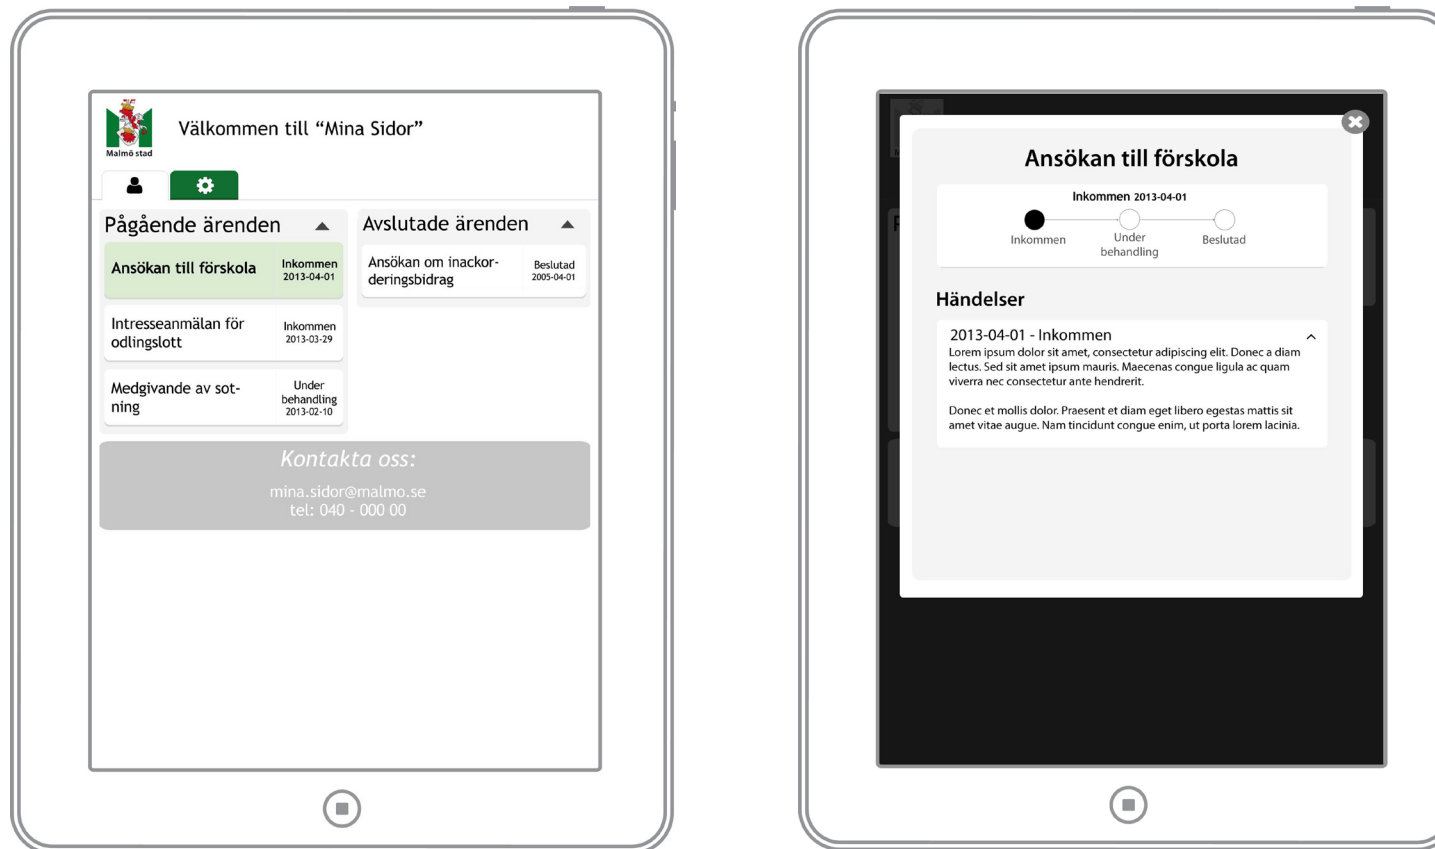 Malmö stad
Välkommen till “Mina Sidor”
Pågående ärenden
Ansökan till förskola
Inkommen
2013-04-01
Intresseanmälan för
odlingslott
Inkommen
2013-03-29
Medgivande av sot-
ning
Under
behandling
2013-02-10
Avslutade ärenden
Ansökan om inackor-
deringsbidrag
Beslutad
2005-04-01
Kontakta oss:
mina.sidor@malmo.se
tel: 040 - 000 00
Ansökan till förskola
Inkommen 2013-04-01
Inkommen
Under
behandling
Beslutad
Händelser
2013-04-01 - Inkommen
Lorem ipsum dolor sit amet, consectetur adipiscing elit. Donec a diam
lectus. Sed sit amet ipsum mauris. Maecenas congue ligula ac quam
viverra nec consectetur ante hendrerit.
Donec et mollis dolor. Praesent et diam eget libero egestas mattis sit
amet vitae augue. Nam tincidunt congue enim, ut porta lorem lacinia.